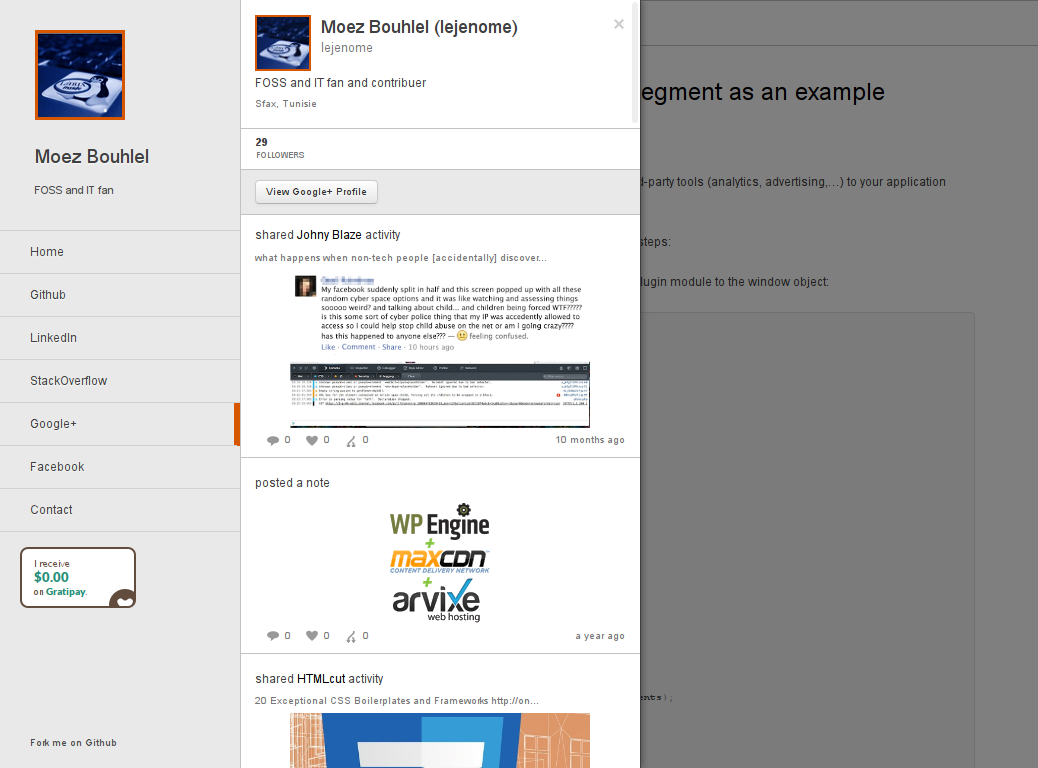 Moez Bouhlel
FOSS and IT fan
Home
Github
LinkedIn
StackOverflow
Google+
Facebook
Contact
I receive
$0.00
on Gratipay.
Fork me on Github
Moez Bouhlel (lejenome)
×
lejenome
FOSS and IT fan and contribuer
Sfax, Tunisie
29
FOLLOWERS
View Google+ Profile
shared Johny Blaze activity
what happens when non-tech people [accidentally] discover...
My facebook suddenly split in half and this screen popped up with all these
random cyber space options and it was like watching and assessing things
sooooo weird? and talking about child... and children being forced WTF?????
is this some sort of cyber police thing that my IP was accedently allowed to
access so I could help stop child abuse on the net or am I going crazy????
has this happened to anyone else??? — feeling confused.
Like · Comment · Share · 10 hours ago
0 0 0 10 months ago
posted a note
WP Engine
+
maxcdn
CONTENT DELIVERY NETWORK
+
arvixe
web hosting
0 0 0 a year ago
shared HTMLcut activity
20 Exceptional CSS Boilerplates and Frameworks http://on...
egment as an example
-party tools (analytics, advertising,...) to your application
steps:
lugin module to the window object:
ents);